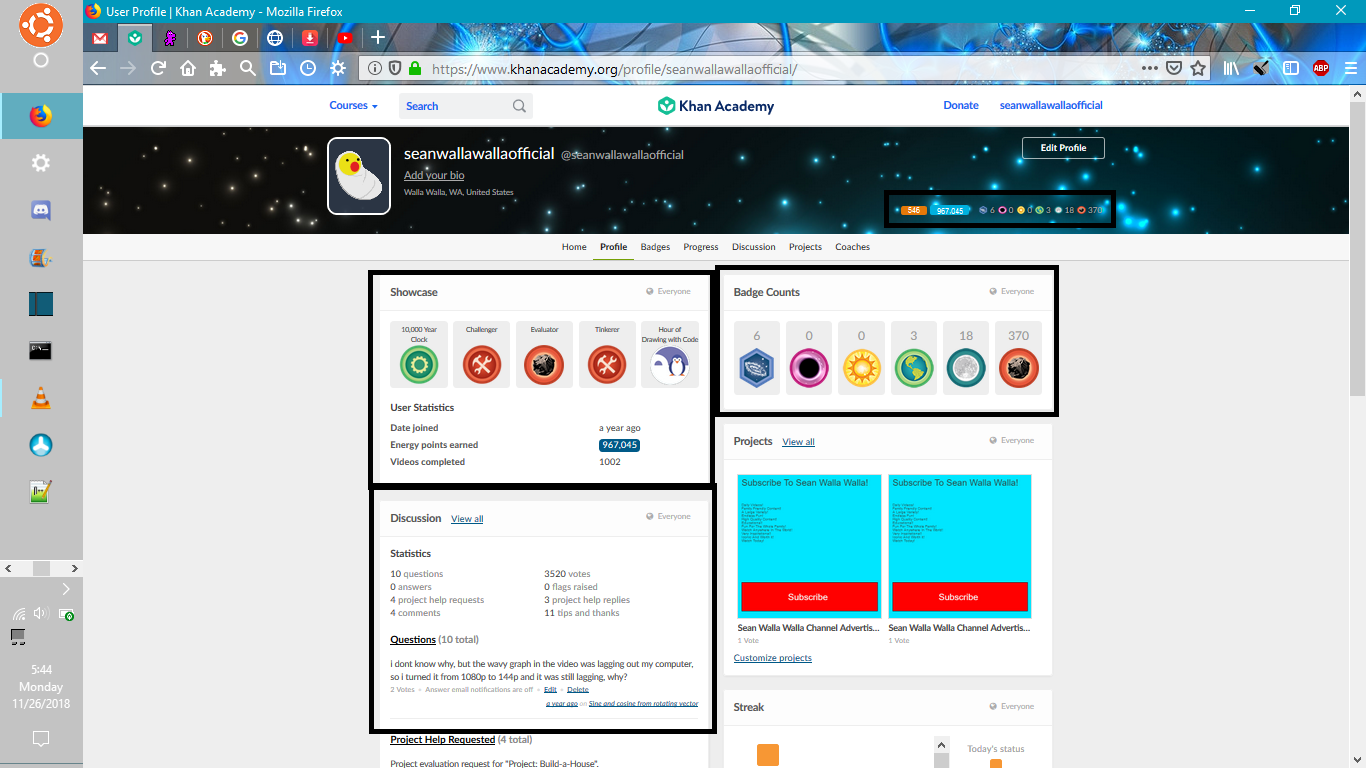 User Profile | Khan Academy - Mozilla Firefox
https://www.khanacademy.org/profile/seanwallawallaofficial/
ABP
Courses
Search
Khan Academy
Donate
seanwallawallaofficial
seanwallawallaofficial @seanwallawallaofficial
Edit Profile
Add your bio
Walla Walla, WA, United States
546 967,045 6 0 0 3 18 370
Home Profile Badges Progress Discussion Projects Coaches
Showcase Everyone
10,000 Year Clock
Challenger
Evaluator
Tinkerer
Hour of Drawing with Code
User Statistics
Date joined a year ago
Energy points earned 967,045
Videos completed 1002
Badge Counts Everyone
6 0 0 3 18 370
Discussion View all Everyone
Statistics
10 questions 3520 votes
0 answers 0 flags raised
4 project help requests 3 project help replies
4 comments 11 tips and thanks
Questions (10 total)
i dont know why, but the wavy graph in the video was lagging out my computer,
so i turned it from 1080p to 144p and it was still lagging, why?
2 Votes • Answer email notifications are off • Edit • Delete
a year ago on Sine and cosine from rotating vector
Project Help Requested (4 total)
Project evaluation request for "Project: Build-a-House".
Projects View all Everyone
Subscribe To Sean Walla Walla!
Subscribe
Sean Walla Walla Channel Advertis...
1 Vote
Subscribe To Sean Walla Walla!
Subscribe
Sean Walla Walla Channel Advertis...
1 Vote
Customize projects
Streak Everyone
Today's status
5:44
Monday
11/26/2018